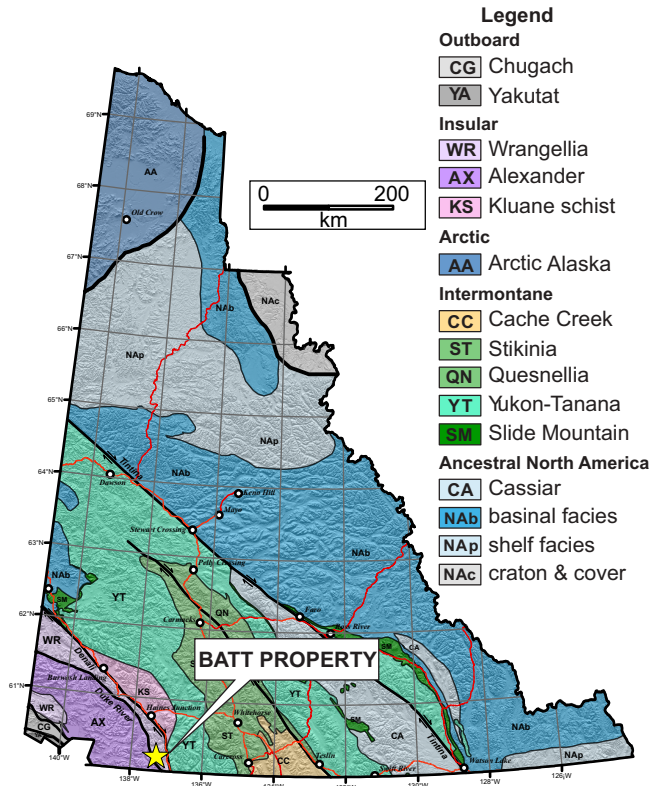 Legend
Outboard
CG Chugach
YA Yakutat
Insular
WR Wrangellia
AX Alexander
KS Kluane schist
Arctic
AA Arctic Alaska
Intermontane
CC Cache Creek
ST Stikinia
QN Quesnellia
YT Yukon-Tanana
SM Slide Mountain
Ancestral North America
CA Cassiar
NAb basinal facies
NAp shelf facies
NAc craton & cover
0 200
km
69°N
68°N
67°N
66°N
65°N
64°N
63°N
62°N
61°N
AA
Old Crow
NAb
NAc
NAp
NAp
Tintina
NAb
Dawson
Keno Hill
Mayo
Stewart Crossing
NAb
Pelly Crossing
NAb
SM
YT
QN
Faro
Ross River
Carmacks
WR
Denali
SM
CA
BATT PROPERTY
Burwash Landing
Duke River
KS
YT
Haines Junction
WR
CG
AX
Whitehorse
SM
NAb
ST
CA
Tintina
YT
CC
Teslin
Carcross
Watson Lake
NAp
Swift River
140°W
138°W
136°W
130°W
128°W
126°W